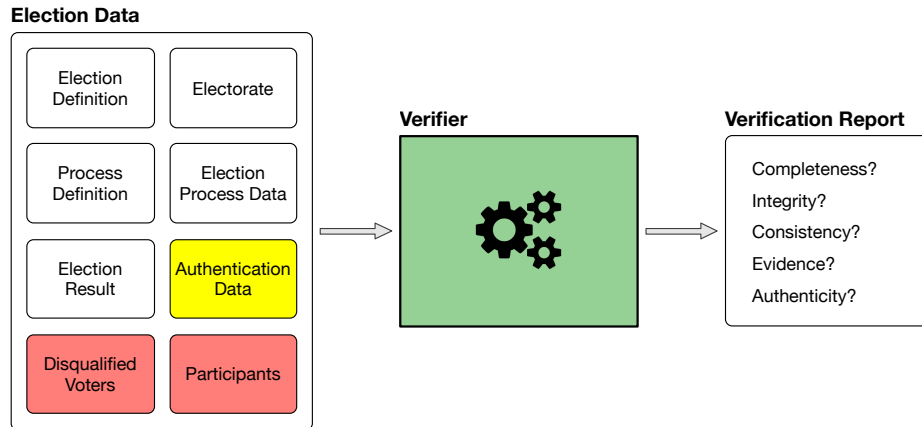 Election Data
Election
Definition
Electorate
Process
Definition
Election
Process Data
Election
Result
Authentication
Data
Disqualified
Voters
Participants
Verifier
Verification Report
Completeness?
Integrity?
Consistency?
Evidence?
Authenticity?